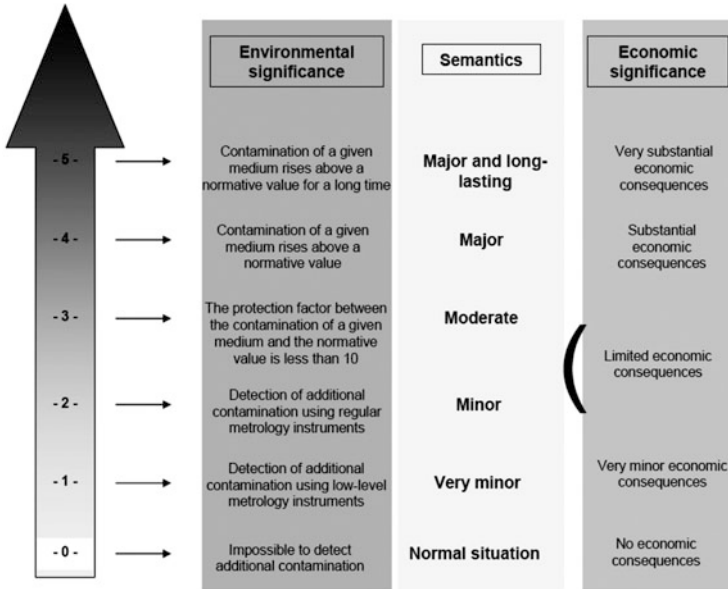 Environmental
significance
Semantics
Economic
significance
- 5 -
Contamination of a given
medium rises above a
normative value for a long time
Major and long-
lasting
Very substantial
economic
consequences
- 4 -
Contamination of a given
medium rises above a
normative value
Major
Substantial
economic
consequences
- 3 -
The protection factor between
the contamination of a given
medium and the normative
value is less than 10
Moderate
Limited economic
consequences
- 2 -
Detection of additional
contamination using regular
metrology instruments
Minor
- 1 -
Detection of additional
contamination using low-level
metrology instruments
Very minor
Very minor economic
consequences
- 0 -
Impossible to detect
additional contamination
Normal situation
No economic
consequences